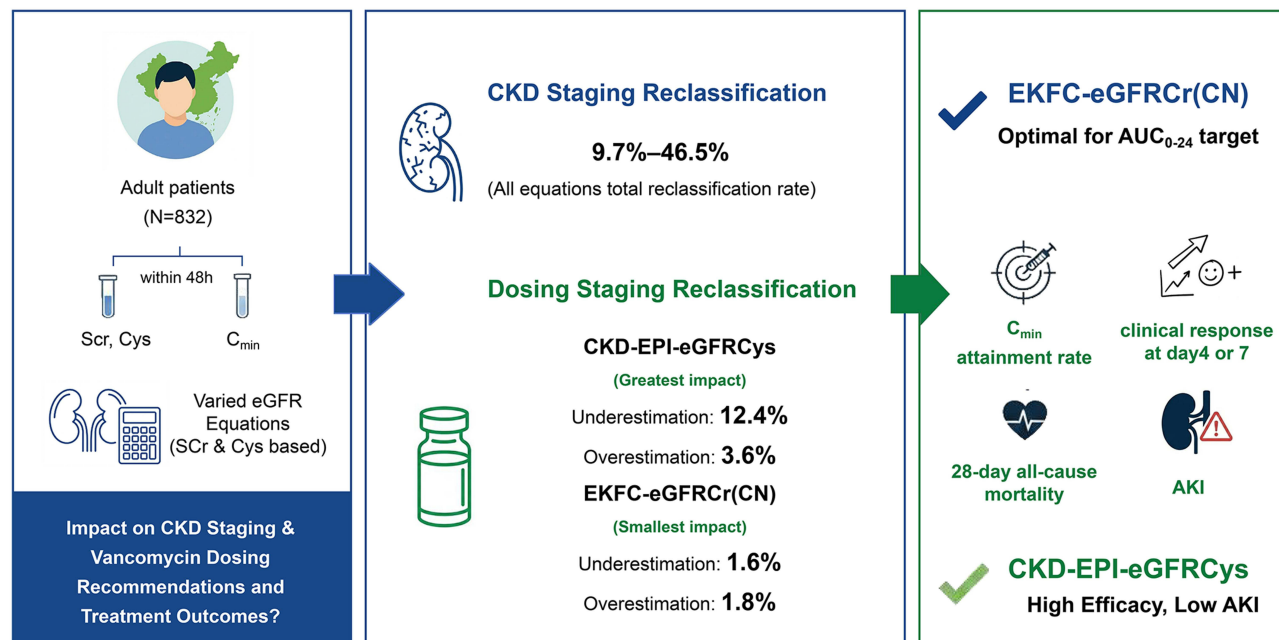 Adult patients
(N=832)
within 48h
Scr, Cys
C_min
Varied eGFR
Equations
(SCr & Cys based)
Impact on CKD Staging &
Vancomycin Dosing
Recommendations and
Treatment Outcomes?
CKD Staging Reclassification
9.7%–46.5%
(All equations total reclassification rate)
Dosing Staging Reclassification
CKD-EPI-eGFRCys
(Greatest impact)
Underestimation: 12.4%
Overestimation: 3.6%
EKFC-eGFRCr(CN)
(Smallest impact)
Underestimation: 1.6%
Overestimation: 1.8%
EKFC-eGFRCr(CN)
Optimal for AUC₀₋₂₄ target
C_min
attainment rate
clinical response
at day4 or 7
28-day all-cause
mortality
AKI
CKD-EPI-eGFRCys
High Efficacy, Low AKI